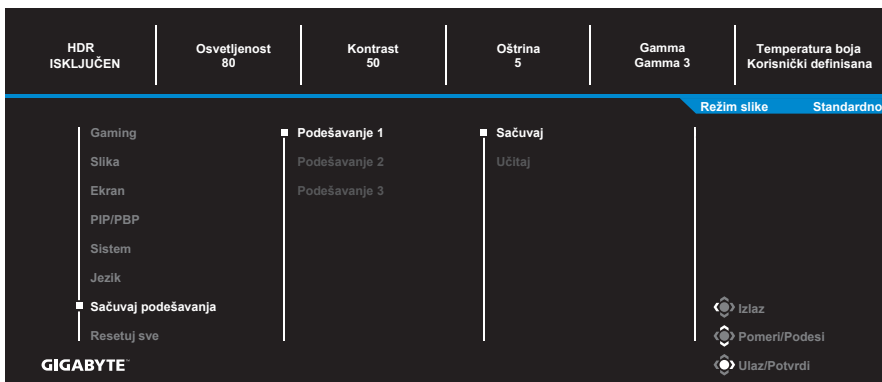 HDR
ISKLJUČEN
Osvetljenost
80
Kontrast
50
Oštrina
5
Gamma
Gamma 3
Temperatura boja
Korisnički definisana
Režim slike Standardno
Gaming
Slika
Ekran
PIP/PBP
Sistem
Jezik
Sačuvaj podešavanja
Resetuj sve
Podešavanje 1
Podešavanje 2
Podešavanje 3
Sačuvaj
Učitaj
Izlaz
Pomeri/Podesi
Ulaz/Potvrdi
GIGABYTE™